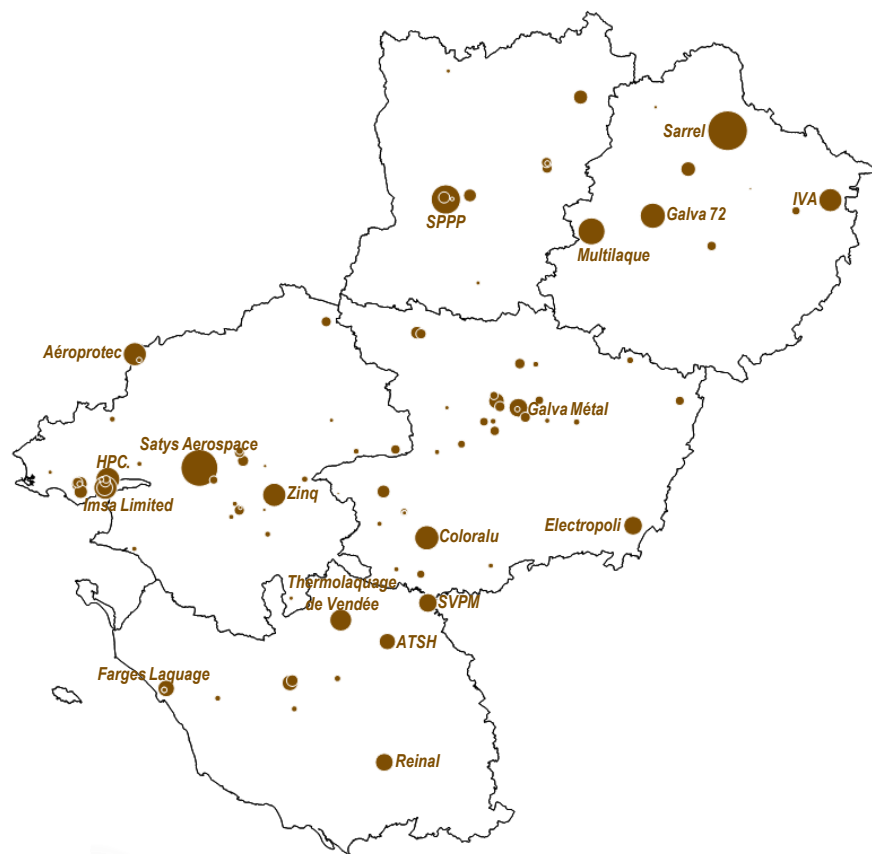 Sarrel
IVA
SPPP
Galva 72
Multilaque
Aéroprotec
Galva Métal
Satys Aerospace
HPC.
Imsa Limited
Zinq
Electropoli
Coloralu
Thermolaquage
de Vendée
SVPM
ATSH
Farges Laguage
Reinal